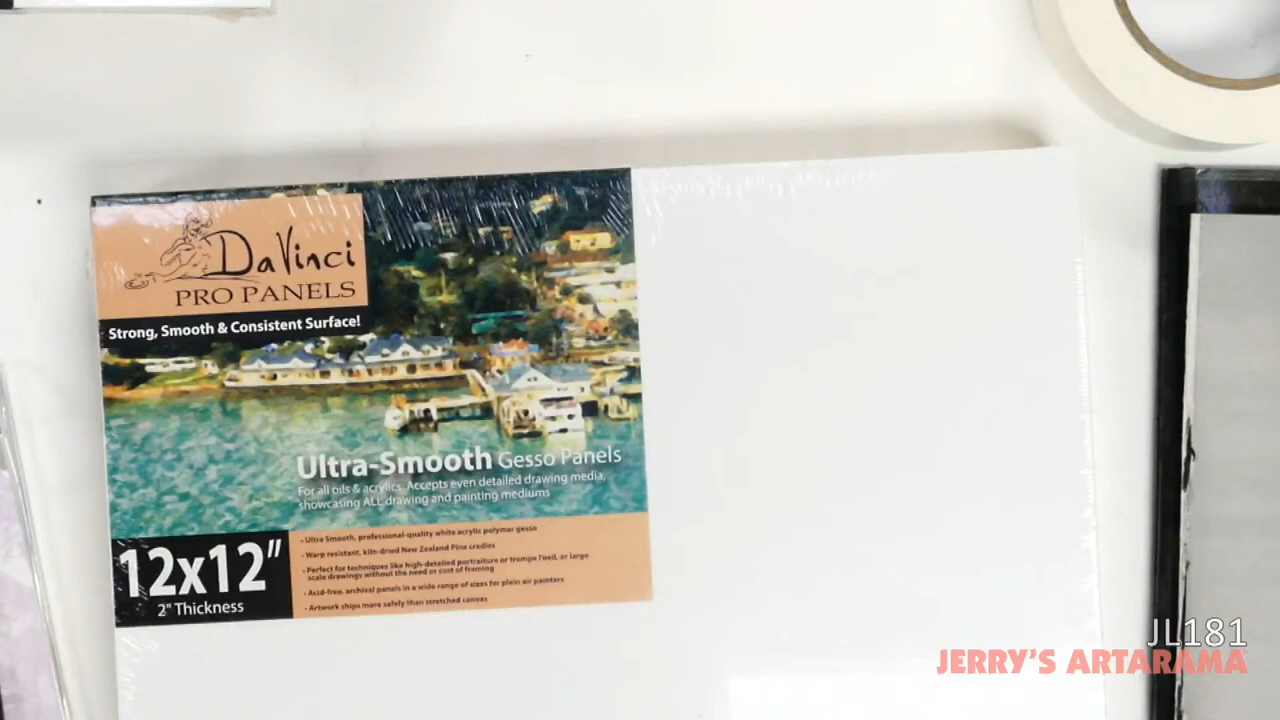 DaVinci
PRO PANELS
Strong, Smooth & Consistent Surface!
Ultra-Smooth Gesso Panels
For all oils & acrylics. Accepts even detailed drawing media,
showcasing ALL drawing and painting mediums
12x12"
2" Thickness
• Ultra Smooth, professional-quality white acrylic polymer gesso
• Warp resistant, kiln-dried New Zealand Pine cradles
• Perfect for techniques like high-detailed portraiture or trompe l'oeil, or large
scale drawings without the need or cost of framing
• Acid-free, archival panels in a wide range of sizes for plein air painters
• Artwork ships more safely than stretched canvas
JL181
JERRY'S ARTARAMA